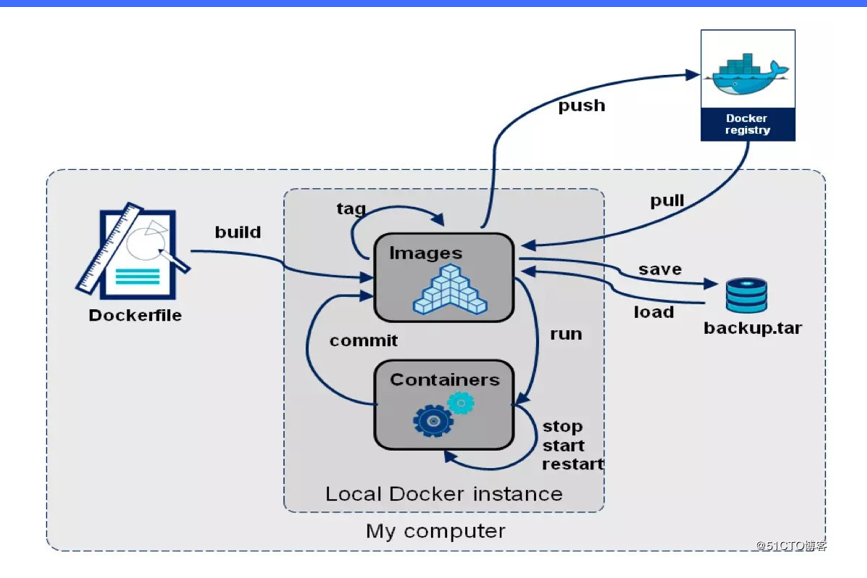 Docker
registry
push
pull
tag
build
Images
save
load
backup.tar
Dockerfile
commit
run
Containers
stop
start
restart
Local Docker instance
My computer
@51CTO博客